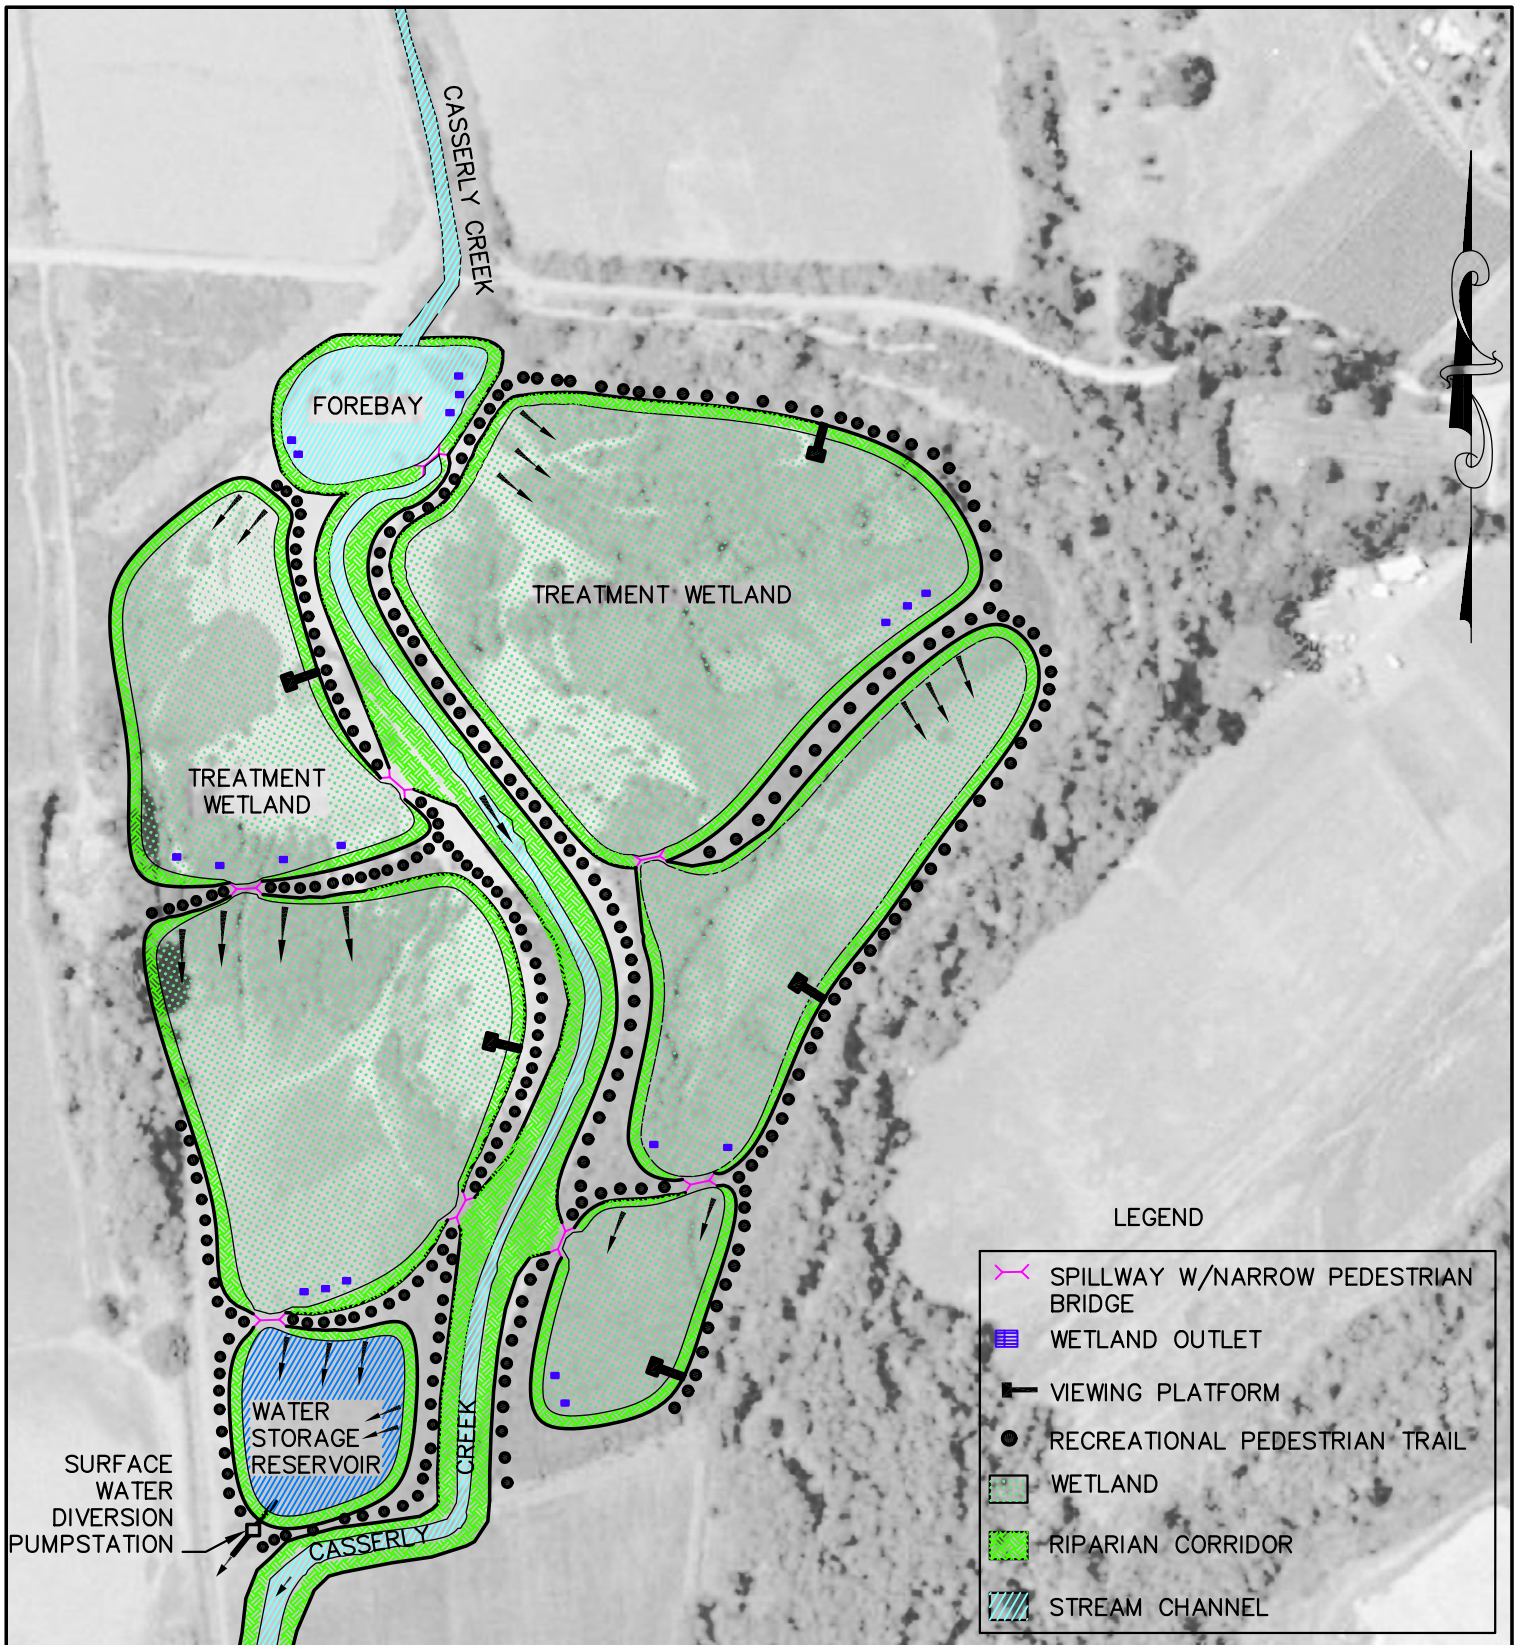 CASSERLY CREEK
FOREBAY
TREATMENT WETLAND
TREATMENT
WETLAND
WATER
STORAGE
RESERVOIR
CREEK
CASSERLY
SURFACE
WATER
DIVERSION
PUMPSTATION
LEGEND
SPILLWAY W/NARROW PEDESTRIAN
BRIDGE
WETLAND OUTLET
VIEWING PLATFORM
RECREATIONAL PEDESTRIAN TRAIL
WETLAND
RIPARIAN CORRIDOR
STREAM CHANNEL